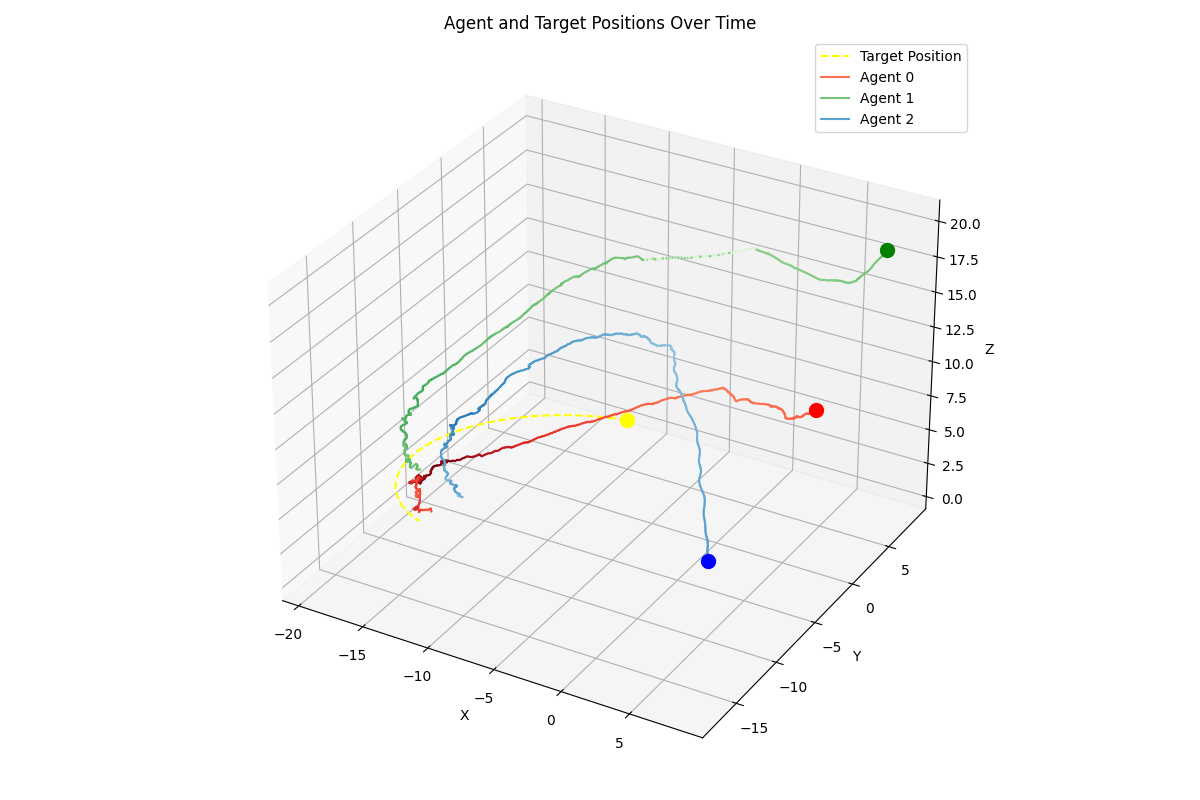 Agent and Target Positions Over Time
Target Position
Agent 0
Agent 1
Agent 2
20.0
17.5
15.0
12.5
10.0
7.5
5.0
2.5
0.0
Z
5
0
−5
−10
−15
Y
−20
−15
−10
−5
0
5
X